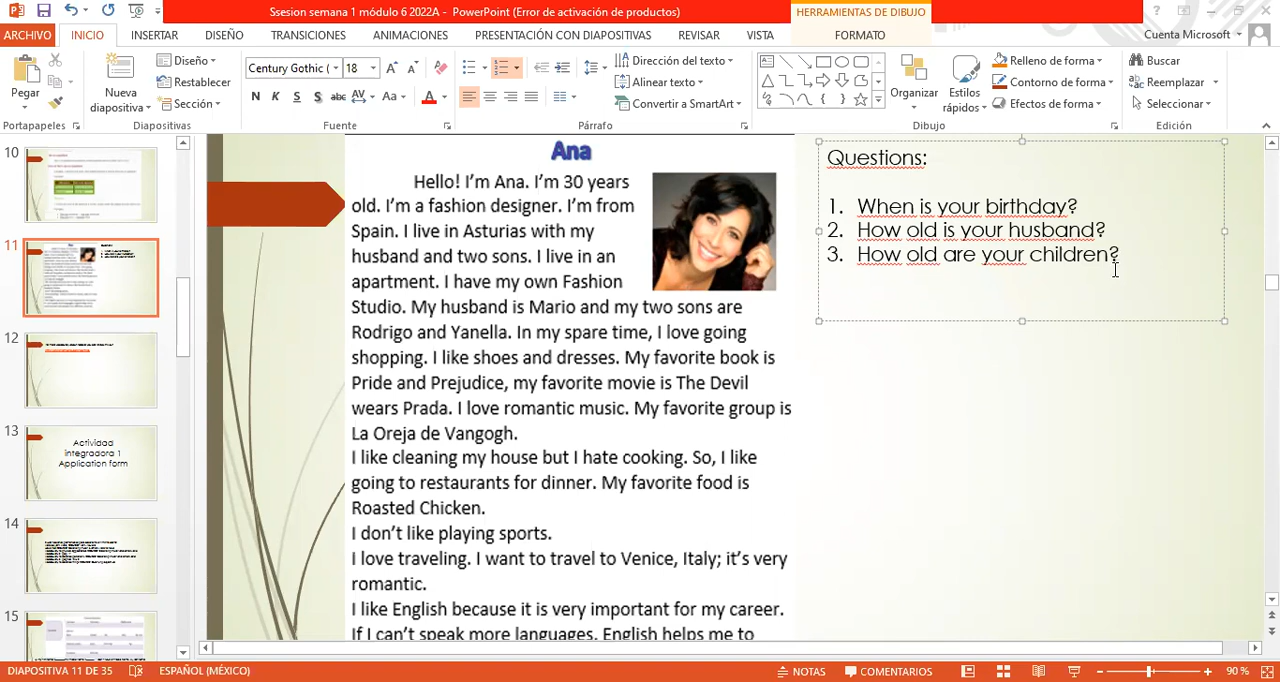 Ssesion semana 1 módulo 6 2022A - PowerPoint (Error de activación de productos)
HERRAMIENTAS DE DIBUJO
ARCHIVO INICIO INSERTAR DISEÑO TRANSICIONES ANIMACIONES PRESENTACIÓN CON DIAPOSITIVAS REVISAR VISTA FORMATO
Cuenta Microsoft
Pegar
Nueva diapositiva
Diseño
Restablecer
Sección
Century Gothic ( 18
N K S S abc AV Aa A
Dirección del texto
Alinear texto
Convertir a SmartArt
Organizar
Estilos rápidos
Relleno de forma
Contorno de forma
Efectos de forma
Buscar
Reemplazar
Seleccionar
Portapapeles Diapositivas Fuente Párrafo Dibujo Edición
10
11
12
13
Actividad
integradora 1
Application form
14
15
Ana
Hello! I'm Ana. I'm 30 years
old. I'm a fashion designer. I'm from
Spain. I live in Asturias with my
husband and two sons. I live in an
apartment. I have my own Fashion
Studio. My husband is Mario and my two sons are
Rodrigo and Yanella. In my spare time, I love going
shopping. I like shoes and dresses. My favorite book is
Pride and Prejudice, my favorite movie is The Devil
wears Prada. I love romantic music. My favorite group is
La Oreja de Vangogh.
I like cleaning my house but I hate cooking. So, I like
going to restaurants for dinner. My favorite food is
Roasted Chicken.
I don't like playing sports.
I love traveling. I want to travel to Venice, Italy; it's very
romantic.
I like English because it is very important for my career.
If I can't speak more languages, English helps me to
Questions:
1. When is your birthday?
2. How old is your husband?
3. How old are your children?
DIAPOSITIVA 11 DE 35 ESPAÑOL (MÉXICO) NOTAS COMENTARIOS 90 %